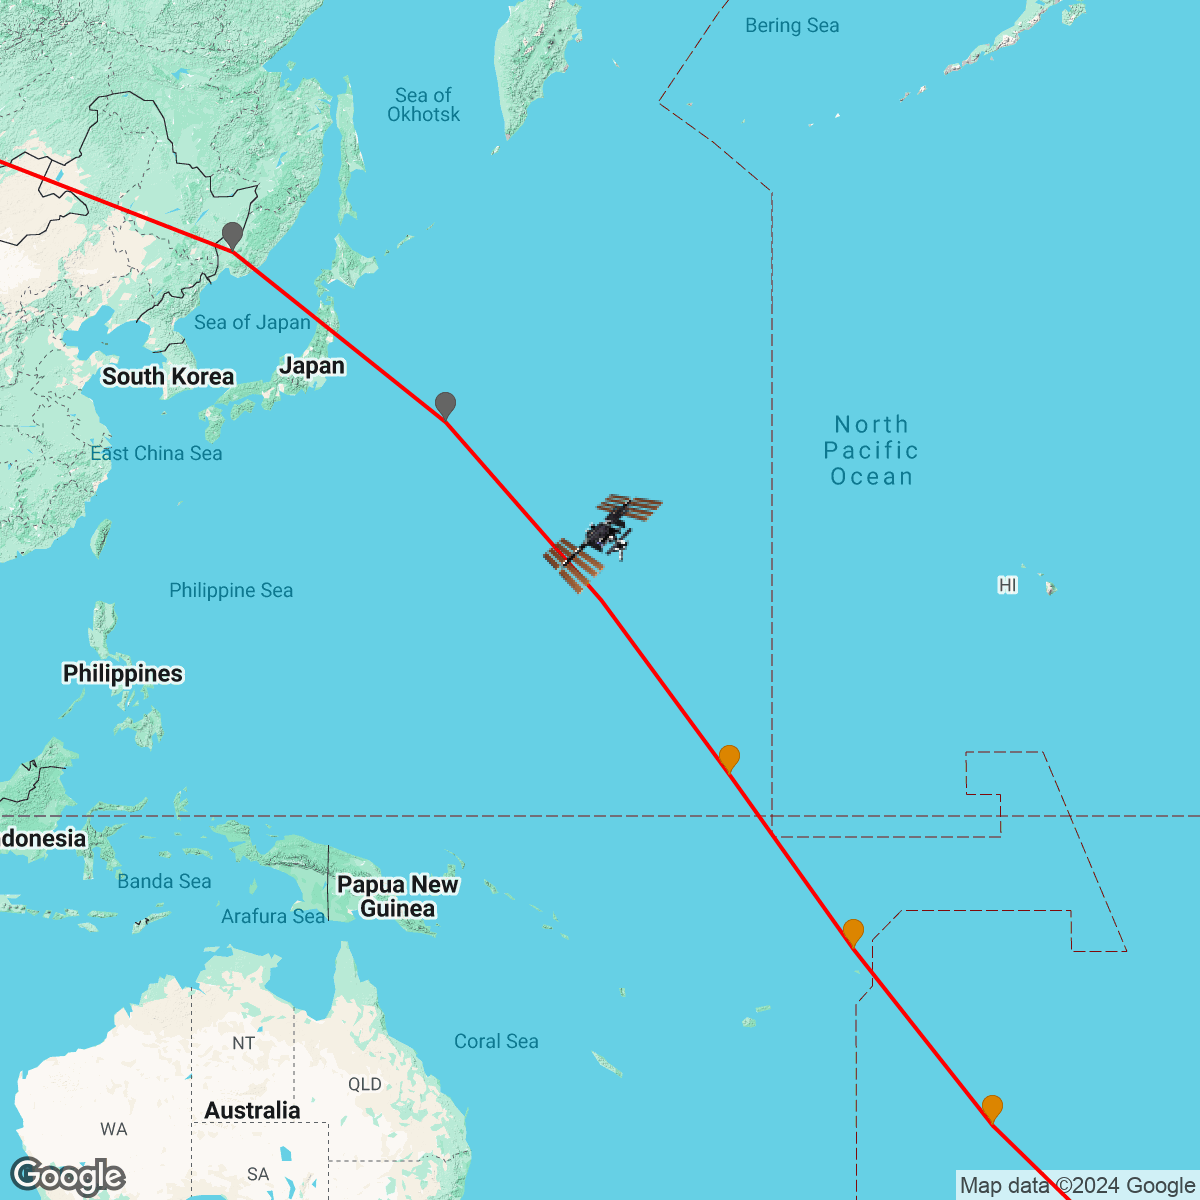 Bering Sea
Sea of
Okhotsk
Sea of Japan
Japan
South Korea
North
Pacific
Ocean
East China Sea
Philippine Sea
HI
Philippines
ndonesia
Banda Sea
Papua New
Guinea
Arafura Sea
NT
Coral Sea
QLD
Australia
WA
SA
Google
Map data ©2024 Google